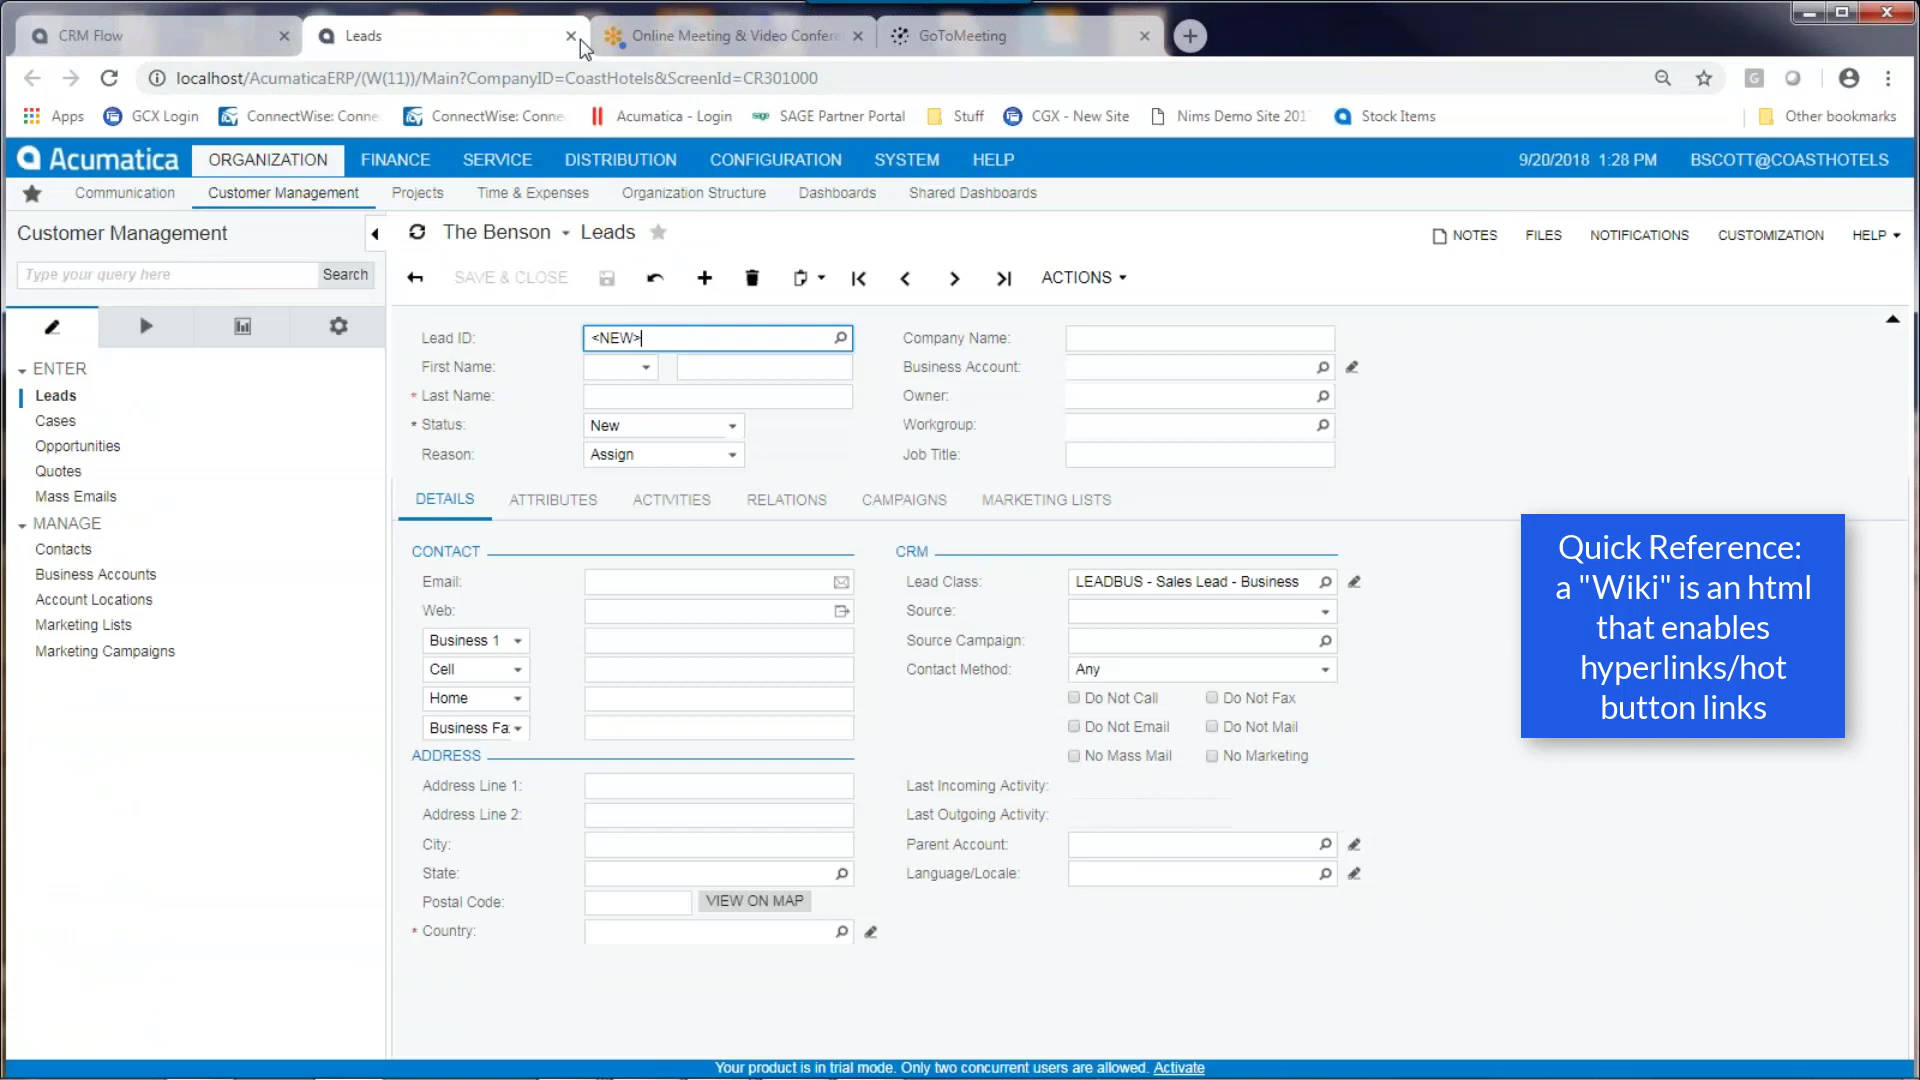 CRM Flow
Leads
Online Meeting & Video Confere
GoToMeeting
localhost/AcumaticaERP/(W(11))/Main?CompanyID=CoastHotels&ScreenId=CR301000
Apps
GCX Login
ConnectWise: Conne
ConnectWise: Conne
Acumatica - Login
sage
SAGE Partner Portal
Stuff
CGX - New Site
Nims Demo Site 201
Stock Items
Other bookmarks
Acumatica
ORGANIZATION
FINANCE
SERVICE
DISTRIBUTION
CONFIGURATION
SYSTEM
HELP
9/20/2018 1:28 PM
BSCOTT@COASTHOTELS
Communication
Customer Management
Projects
Time & Expenses
Organization Structure
Dashboards
Shared Dashboards
Customer Management
Type your query here
Search
ENTER
Leads
Cases
Opportunities
Quotes
Mass Emails
MANAGE
Contacts
Business Accounts
Account Locations
Marketing Lists
Marketing Campaigns
The Benson
Leads
NOTES
FILES
NOTIFICATIONS
CUSTOMIZATION
HELP
SAVE & CLOSE
ACTIONS
Lead ID:
<NEW>
First Name:
* Last Name:
* Status:
New
Reason:
Assign
Company Name:
Business Account:
Owner:
Workgroup:
Job Title:
DETAILS
ATTRIBUTES
ACTIVITIES
RELATIONS
CAMPAIGNS
MARKETING LISTS
CONTACT
Email:
Web:
Business 1
Cell
Home
Business Fa
ADDRESS
Address Line 1:
Address Line 2:
City:
State:
Postal Code:
VIEW ON MAP
* Country:
CRM
Lead Class:
LEADBUS - Sales Lead - Business
Source:
Source Campaign:
Contact Method:
Any
Do Not Call
Do Not Fax
Do Not Email
Do Not Mail
No Mass Mail
No Marketing
Last Incoming Activity:
Last Outgoing Activity:
Parent Account:
Language/Locale:
Quick Reference:
a "Wiki" is an html
that enables
hyperlinks/hot
button links
Your product is in trial mode. Only two concurrent users are allowed. Activate